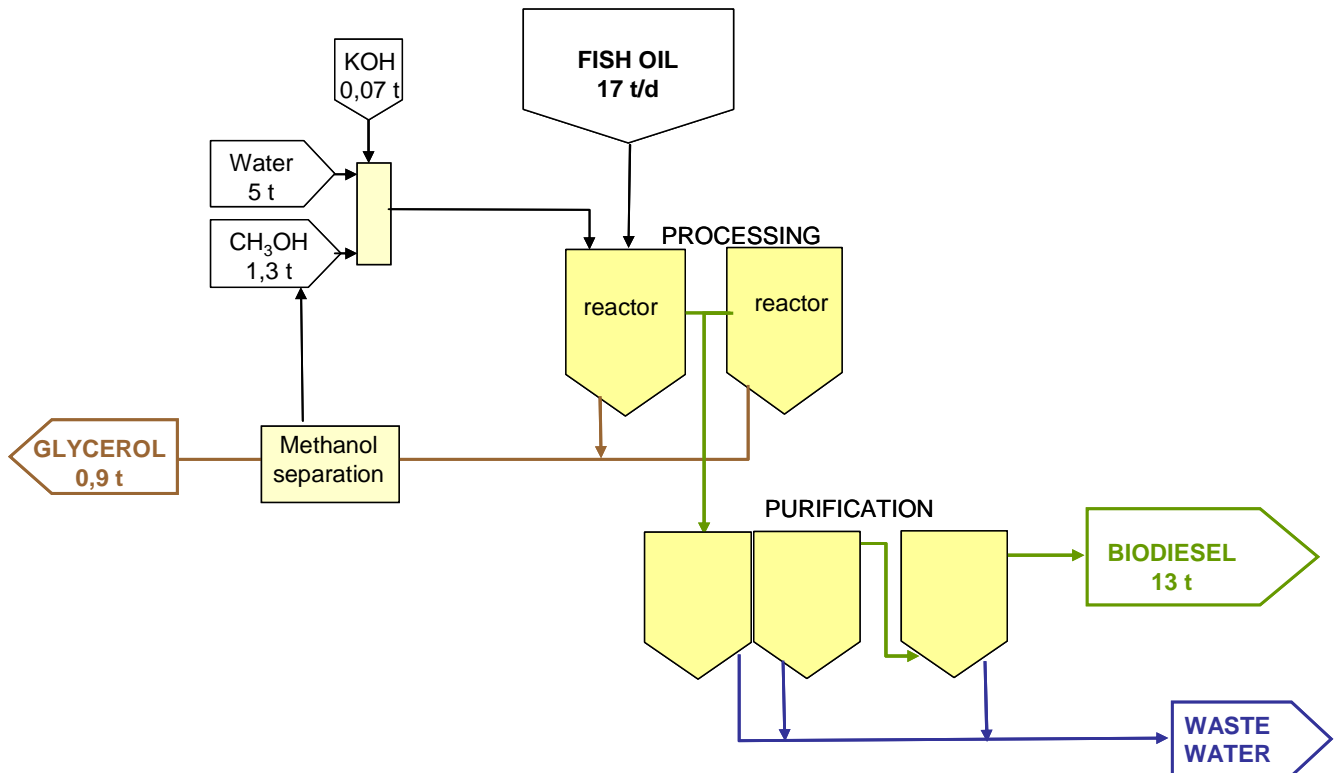 KOH
0,07 t
FISH OIL
17 t/d
Water
5 t
CH₃OH
1,3 t
PROCESSING
reactor
reactor
GLYCEROL
0,9 t
Methanol
separation
PURIFICATION
BIODIESEL
13 t
WASTE
WATER